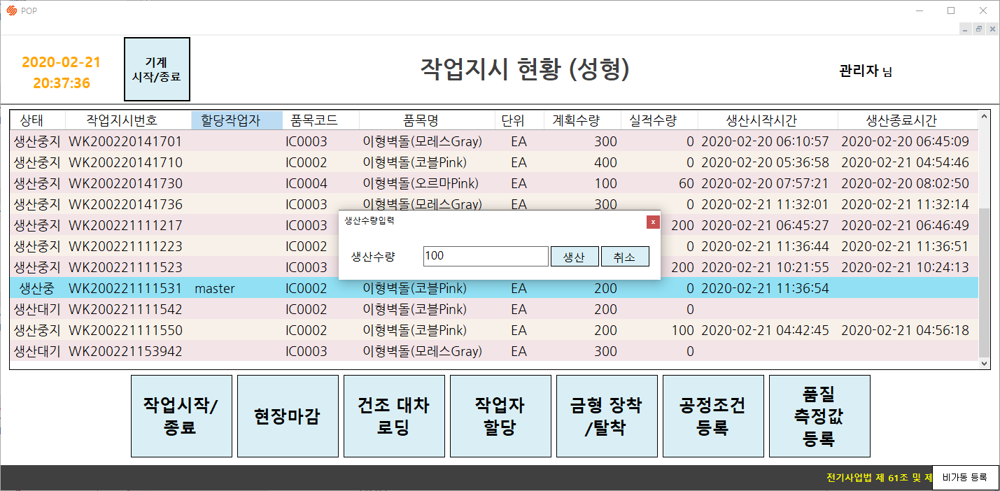 POP
2020-02-21
20:37:36
기계
시작/종료
작업지시 현황 (성형)
관리자 님
상태 작업지시번호 할당작업자 품목코드 품목명 단위 계획수량 실적수량 생산시작시간 생산종료시간
생산중지 WK200220141701 IC0003 이형벽돌(모레스Gray) EA 300 0 2020-02-20 06:10:57 2020-02-20 06:45:09
생산중지 WK200220141710 IC0002 이형벽돌(코블Pink) EA 400 0 2020-02-20 05:36:58 2020-02-21 04:54:46
생산중지 WK200220141730 IC0004 이형벽돌(오르마Pink) EA 100 60 2020-02-20 07:57:21 2020-02-20 08:02:50
생산중지 WK200220141736 IC0003 이형벽돌(모레스Gray) EA 300 0 2020-02-21 11:32:01 2020-02-21 11:32:14
생산중지 WK200221111217 IC0003 200 2020-02-21 06:45:27 2020-02-21 06:46:49
생산중지 WK200221111223 IC0002 0 2020-02-21 11:36:44 2020-02-21 11:36:51
생산중지 WK200221111523 IC0003 200 2020-02-21 10:21:55 2020-02-21 10:24:13
생산중 WK200221111531 master IC0002 이형벽돌(코블Pink) EA 200 0 2020-02-21 11:36:54
생산대기 WK200221111542 IC0002 이형벽돌(코블Pink) EA 200 0
생산중지 WK200221111550 IC0002 이형벽돌(코블Pink) EA 200 100 2020-02-21 04:42:45 2020-02-21 04:56:18
생산대기 WK200221153942 IC0003 이형벽돌(모레스Gray) EA 300 0
생산수량입력
생산수량 100 생산 취소
작업시작/
종료
현장마감
건조 대차
로딩
작업자
할당
금형 장착
/탈착
공정조건
등록
품질
측정값
등록
전기사업법 제 61조 및 제
비가동 등록